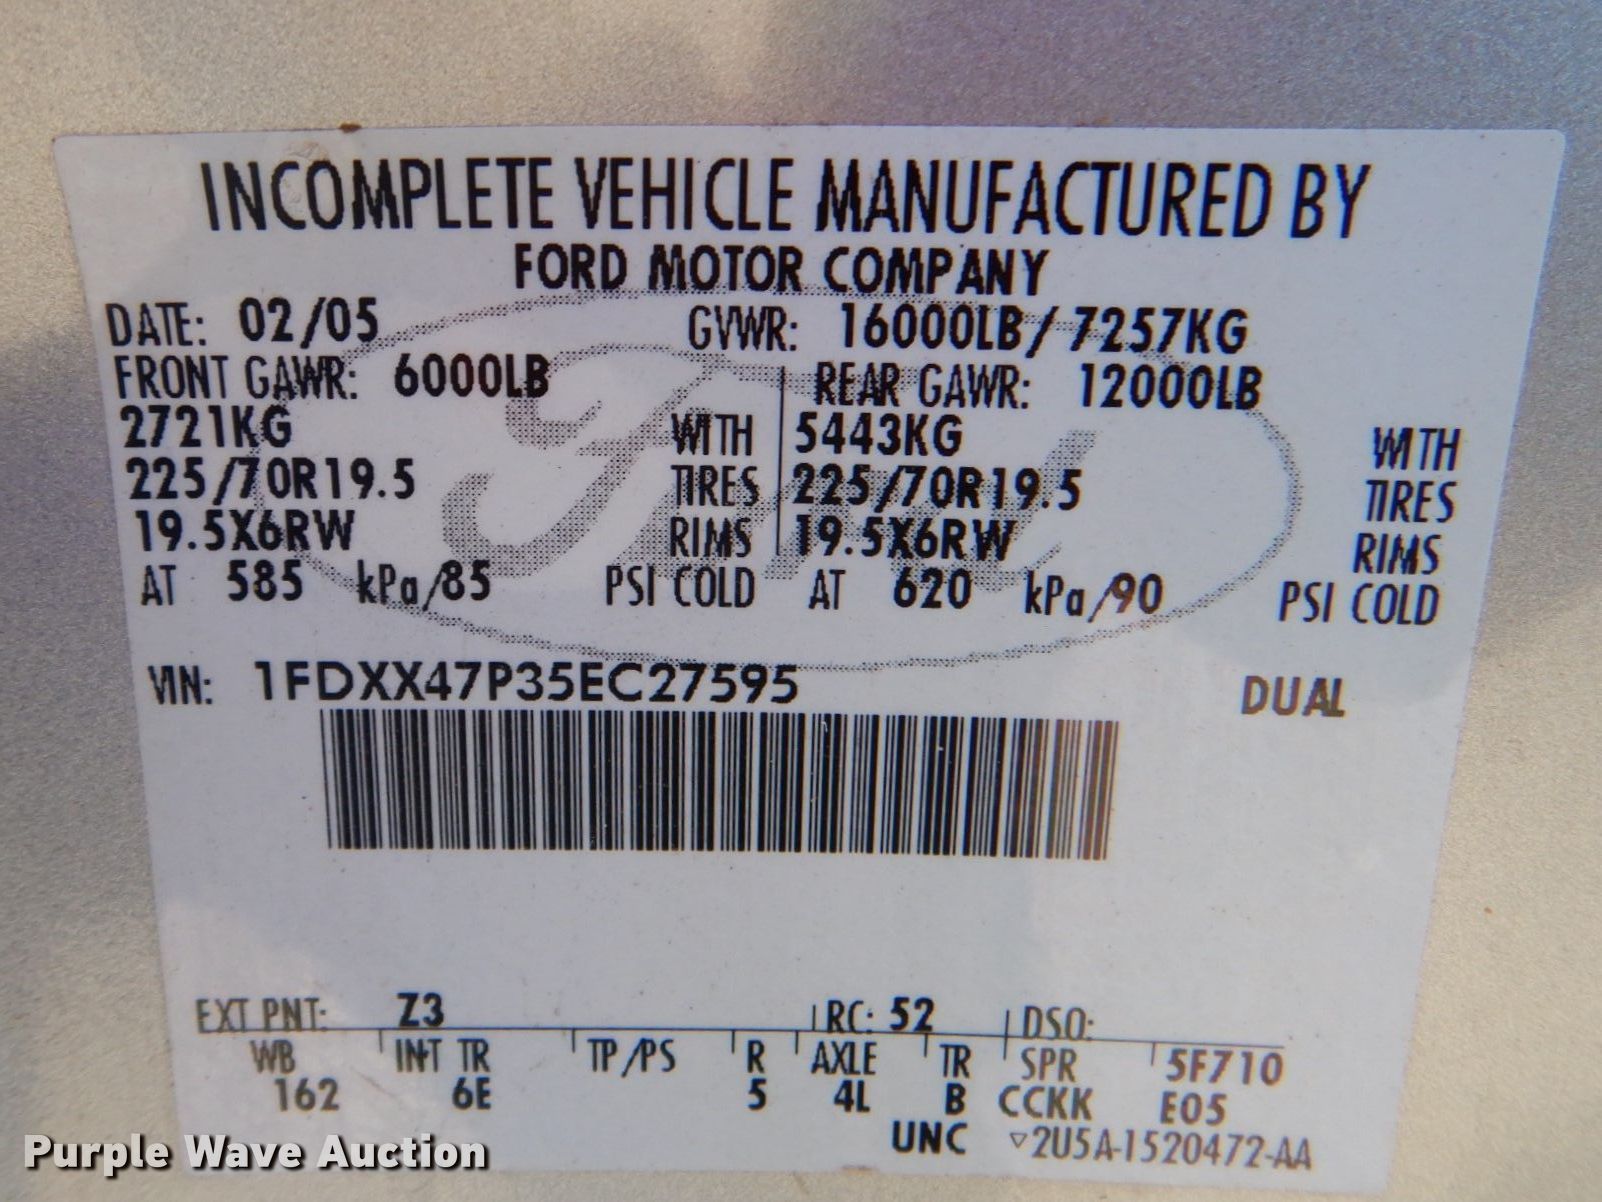 INCOMPLETE VEHICLE MANUFACTURED BY
FORD MOTOR COMPANY
DATE: 02/05 GVWR: 16000LB/7257KG
FRONT GAWR: 6000LB REAR GAWR: 12000LB
2721KG WITH 5443KG WITH
225/70R19.5 TIRES 225/70R19.5 TIRES
19.5X6RW RIMS 19.5X6RW RIMS
AT 585 kPa/85 PSI COLD AT 620 kPa/90 PSI COLD
VIN: 1FDXX47P35EC27595 DUAL
EXT PNT: Z3 RC: 52 DSO:
WB INT TR TP/PS R AXLE TR SPR 5F710
162 6E 5 4L B CCKK E05
UNC ▽2U5A-1520472-AA
Purple Wave Auction